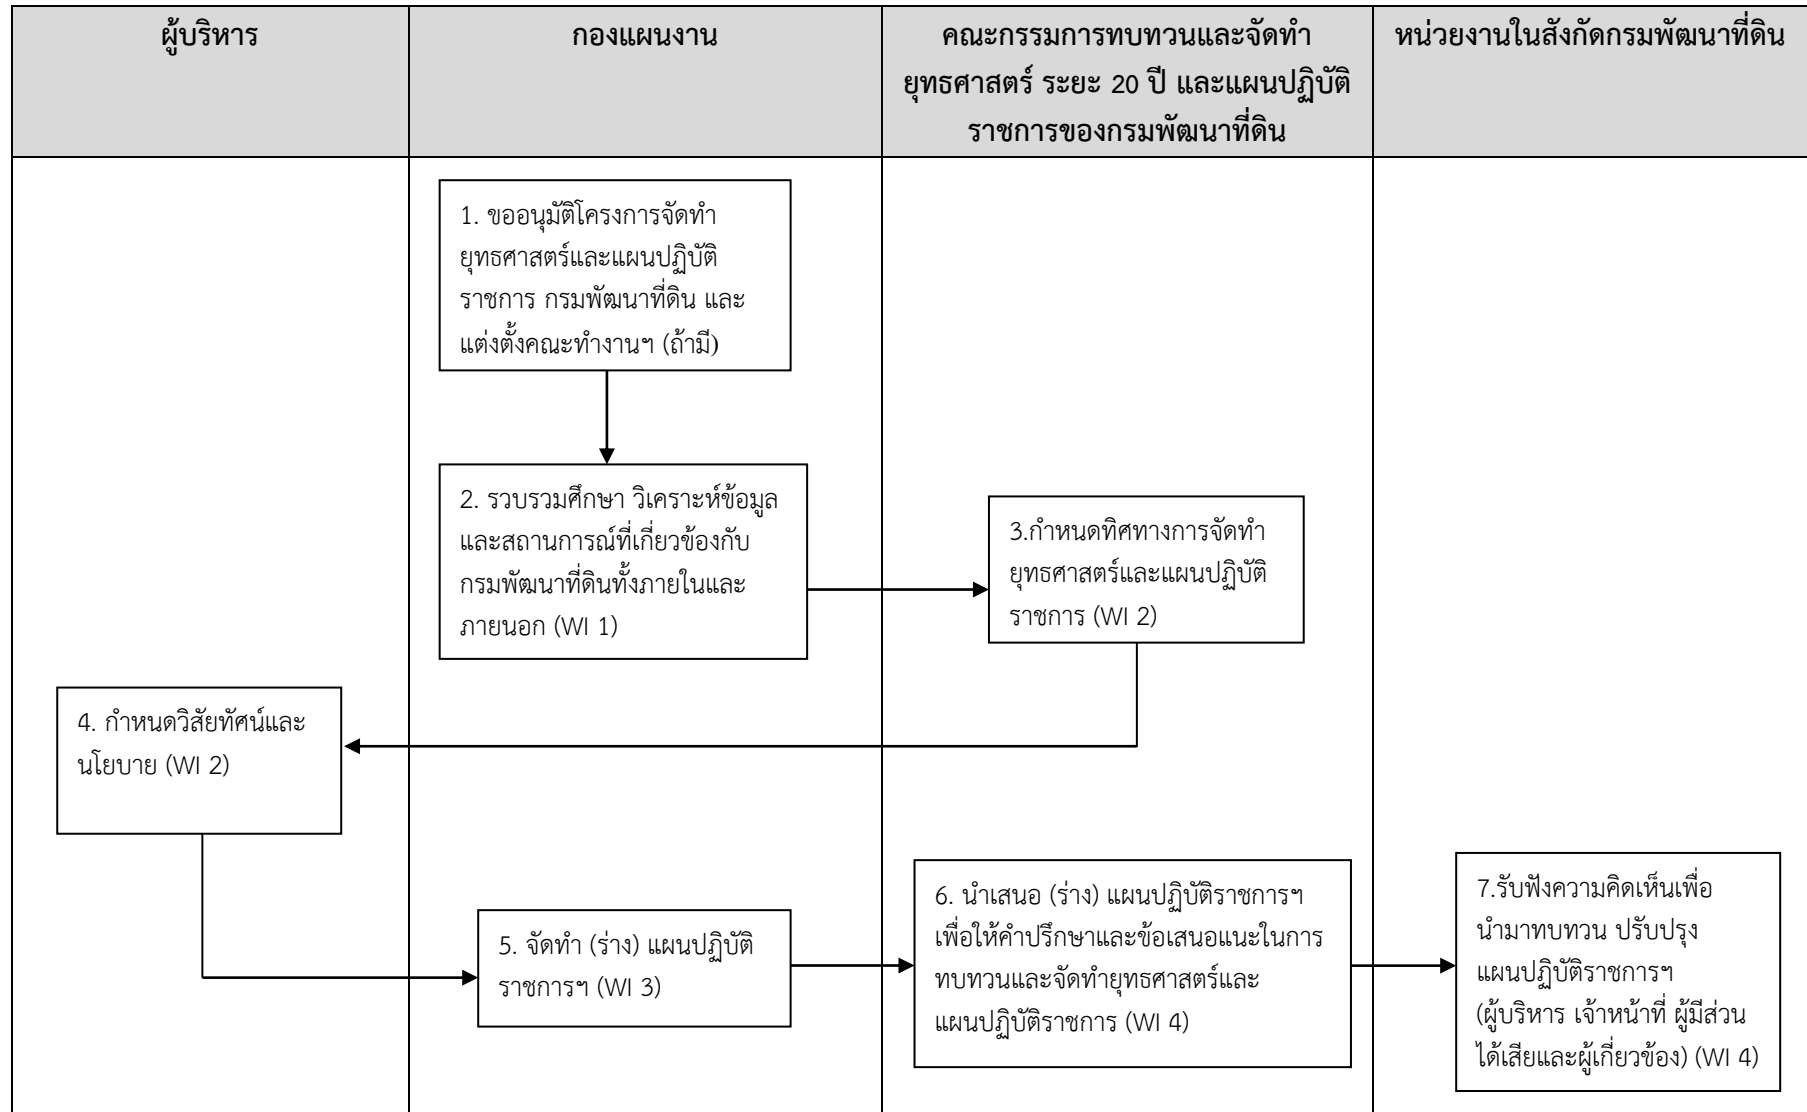 ผู้บริหาร
กองแผนงาน
คณะกรรมการทบทวนและจัดทำ
ยุทธศาสตร์ ระยะ 20 ปี และแผนปฏิบัติ
ราชการของกรมพัฒนาที่ดิน
หน่วยงานในสังกัดกรมพัฒนาที่ดิน
1. ขออนุมัติโครงการจัดทำ
ยุทธศาสตร์และแผนปฏิบัติ
ราชการ กรมพัฒนาที่ดิน และ
แต่งตั้งคณะทำงานฯ (ถ้ามี)
2. รวบรวมศึกษา วิเคราะห์ข้อมูล
และสถานการณ์ที่เกี่ยวข้องกับ
กรมพัฒนาที่ดินทั้งภายในและ
ภายนอก (WI 1)
3.กำหนดทิศทางการจัดทำ
ยุทธศาสตร์และแผนปฏิบัติ
ราชการ (WI 2)
4. กำหนดวิสัยทัศน์และ
นโยบาย (WI 2)
5. จัดทำ (ร่าง) แผนปฏิบัติ
ราชการฯ (WI 3)
6. นำเสนอ (ร่าง) แผนปฏิบัติราชการฯ
เพื่อให้คำปรึกษาและข้อเสนอแนะในการ
ทบทวนและจัดทำยุทธศาสตร์และ
แผนปฏิบัติราชการ (WI 4)
7.รับฟังความคิดเห็นเพื่อ
นำมาทบทวน ปรับปรุง
แผนปฏิบัติราชการฯ
(ผู้บริหาร เจ้าหน้าที่ ผู้มีส่วน
ได้เสียและผู้เกี่ยวข้อง) (WI 4)